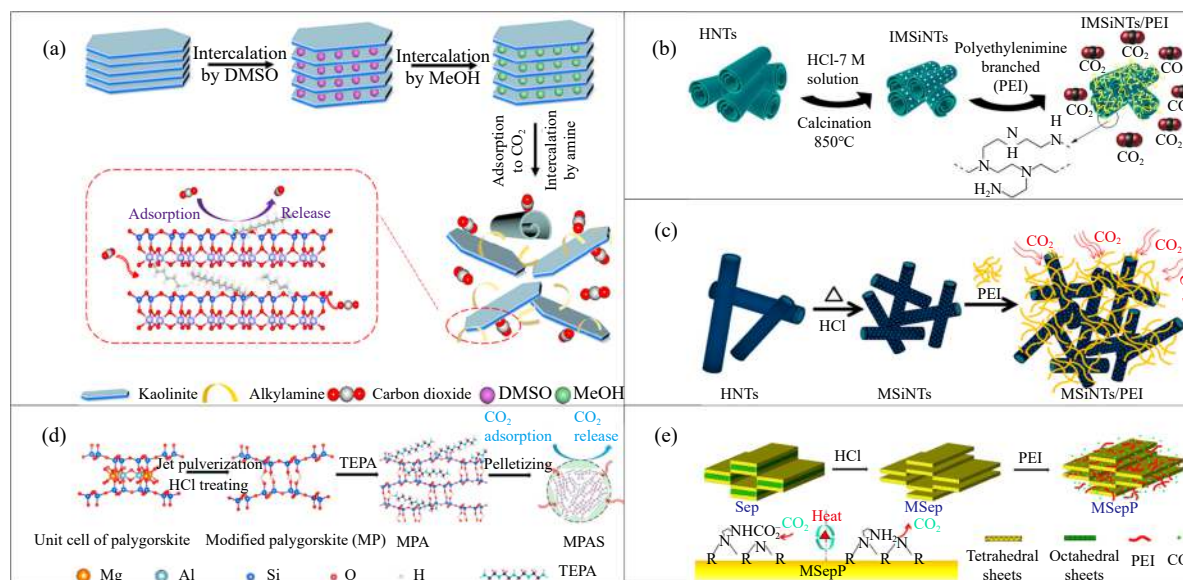 (a)
Intercalation
by DMSO
Intercalation
by MeOH
Adsorption
to CO₂
Intercalation
by amine
Adsorption
Release
Kaolinite
Alkylamine
Carbon dioxide
DMSO
MeOH
(b)
HNTs
HCl-7 M
solution
Calcination
850℃
IMSiNTs
Polyethylenimine
branched
(PEI)
IMSiNTs/PEI
CO₂
CO₂
CO₂
CO₂
CO₂
CO₂
H
N
N
H
N
N
H₂N
(c)
HNTs
△
HCl
MSiNTs
PEI
CO₂
CO₂
CO₂
MSiNTs/PEI
(d)
Jet pulverization
HCl treating
TEPA
Pelletizing
CO₂
adsorption
CO₂
release
Unit cell of palygorskite
Modified palygorskite (MP)
MPA
MPAS
Mg
Al
Si
O
H
TEPA
(e)
Sep
HCl
MSep
PEI
MSepP
NHCO₂⁻
CO₂
Heat
NH₂
CO₂
N
N
N
N
R
R
R
R
MSepP
Tetrahedral
sheets
Octahedral
sheets
PEI